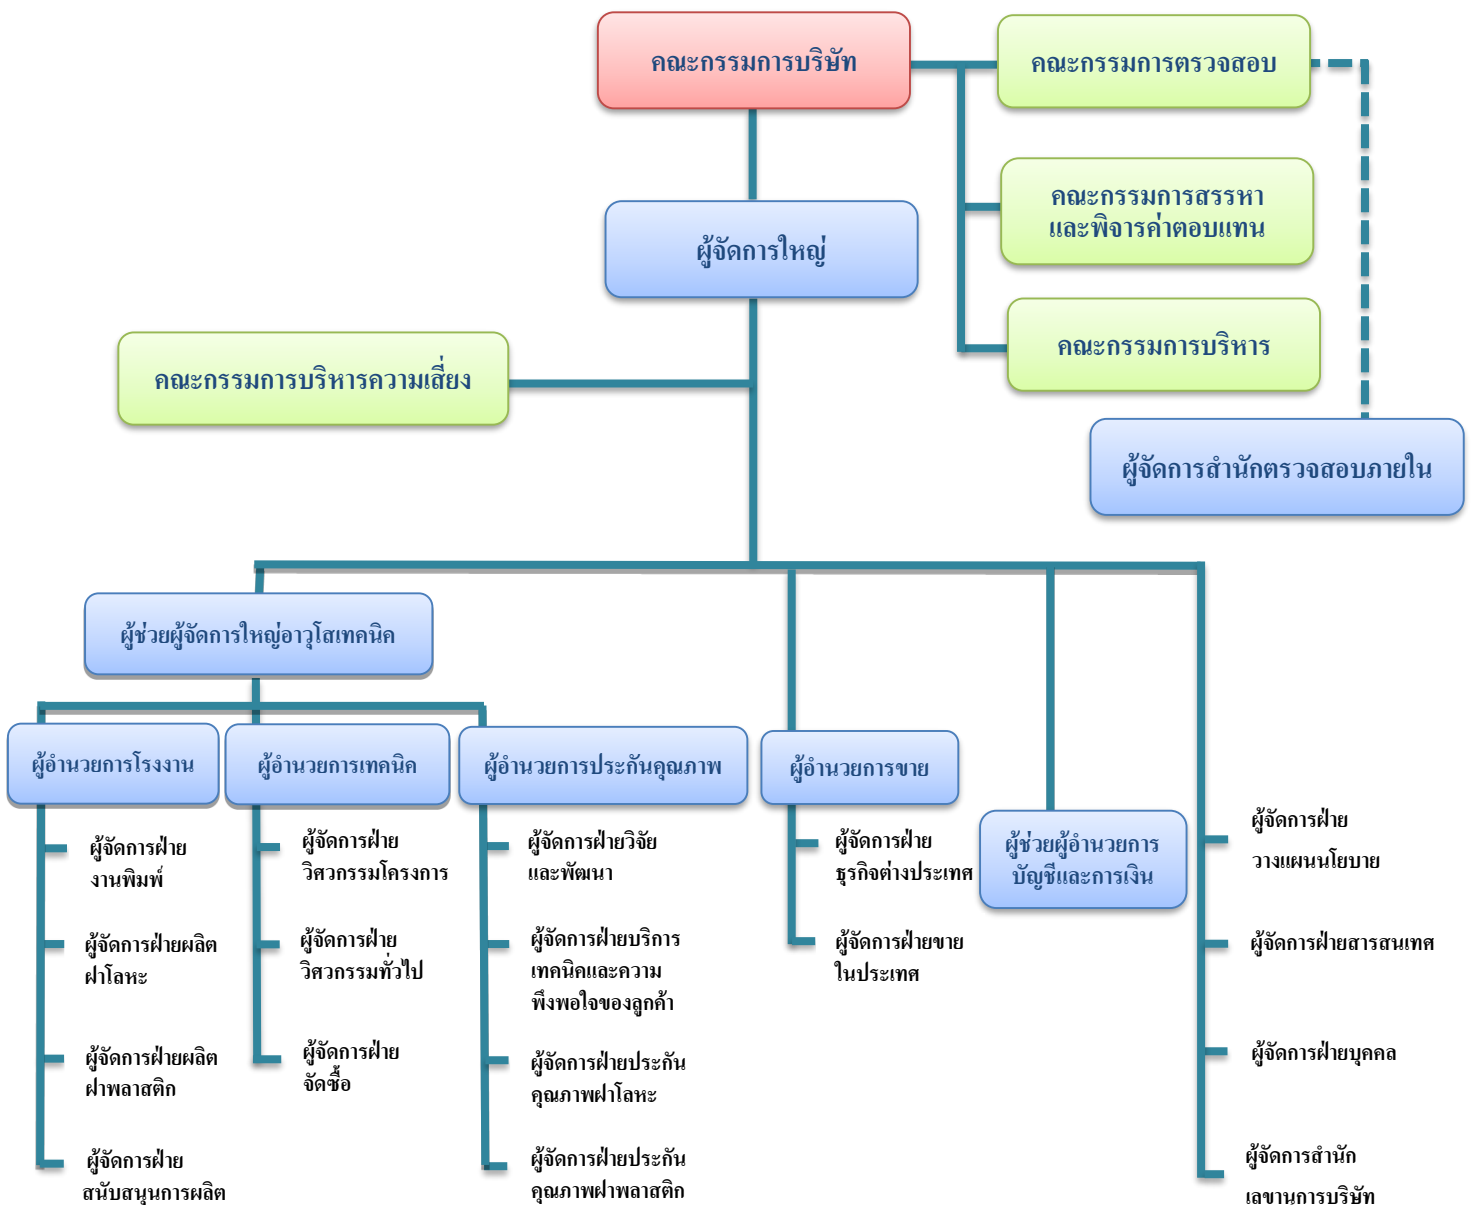 คณะกรรมการบริษัท
คณะกรรมการตรวจสอบ
คณะกรรมการสรรหา
และพิจารค่าตอบแทน
ผู้จัดการใหญ่
คณะกรรมการบริหาร
คณะกรรมการบริหารความเสี่ยง
ผู้จัดการสำนักตรวจสอบภายใน
ผู้ช่วยผู้จัดการใหญ่อาวุโสเทคนิค
ผู้อำนวยการโรงงาน
ผู้จัดการฝ่าย
งานพิมพ์
ผู้จัดการฝ่ายผลิต
ฝาโลหะ
ผู้จัดการฝ่ายผลิต
ฝาพลาสติก
ผู้จัดการฝ่าย
สนับสนุนการผลิต
ผู้อำนวยการเทคนิค
ผู้จัดการฝ่าย
วิศวกรรมโครงการ
ผู้จัดการฝ่าย
วิศวกรรมทั่วไป
ผู้จัดการฝ่าย
จัดซื้อ
ผู้อำนวยการประกันคุณภาพ
ผู้จัดการฝ่ายวิจัย
และพัฒนา
ผู้จัดการฝ่ายบริการ
เทคนิคและความ
พึงพอใจของลูกค้า
ผู้จัดการฝ่ายประกัน
คุณภาพฝาโลหะ
ผู้จัดการฝ่ายประกัน
คุณภาพฝาพลาสติก
ผู้อำนวยการขาย
ผู้จัดการฝ่าย
ธุรกิจต่างประเทศ
ผู้จัดการฝ่ายขาย
ในประเทศ
ผู้ช่วยผู้อำนวยการ
บัญชีและการเงิน
ผู้จัดการฝ่าย
วางแผนนโยบาย
ผู้จัดการฝ่ายสารสนเทศ
ผู้จัดการฝ่ายบุคคล
ผู้จัดการสำนัก
เลขานุการบริษัท